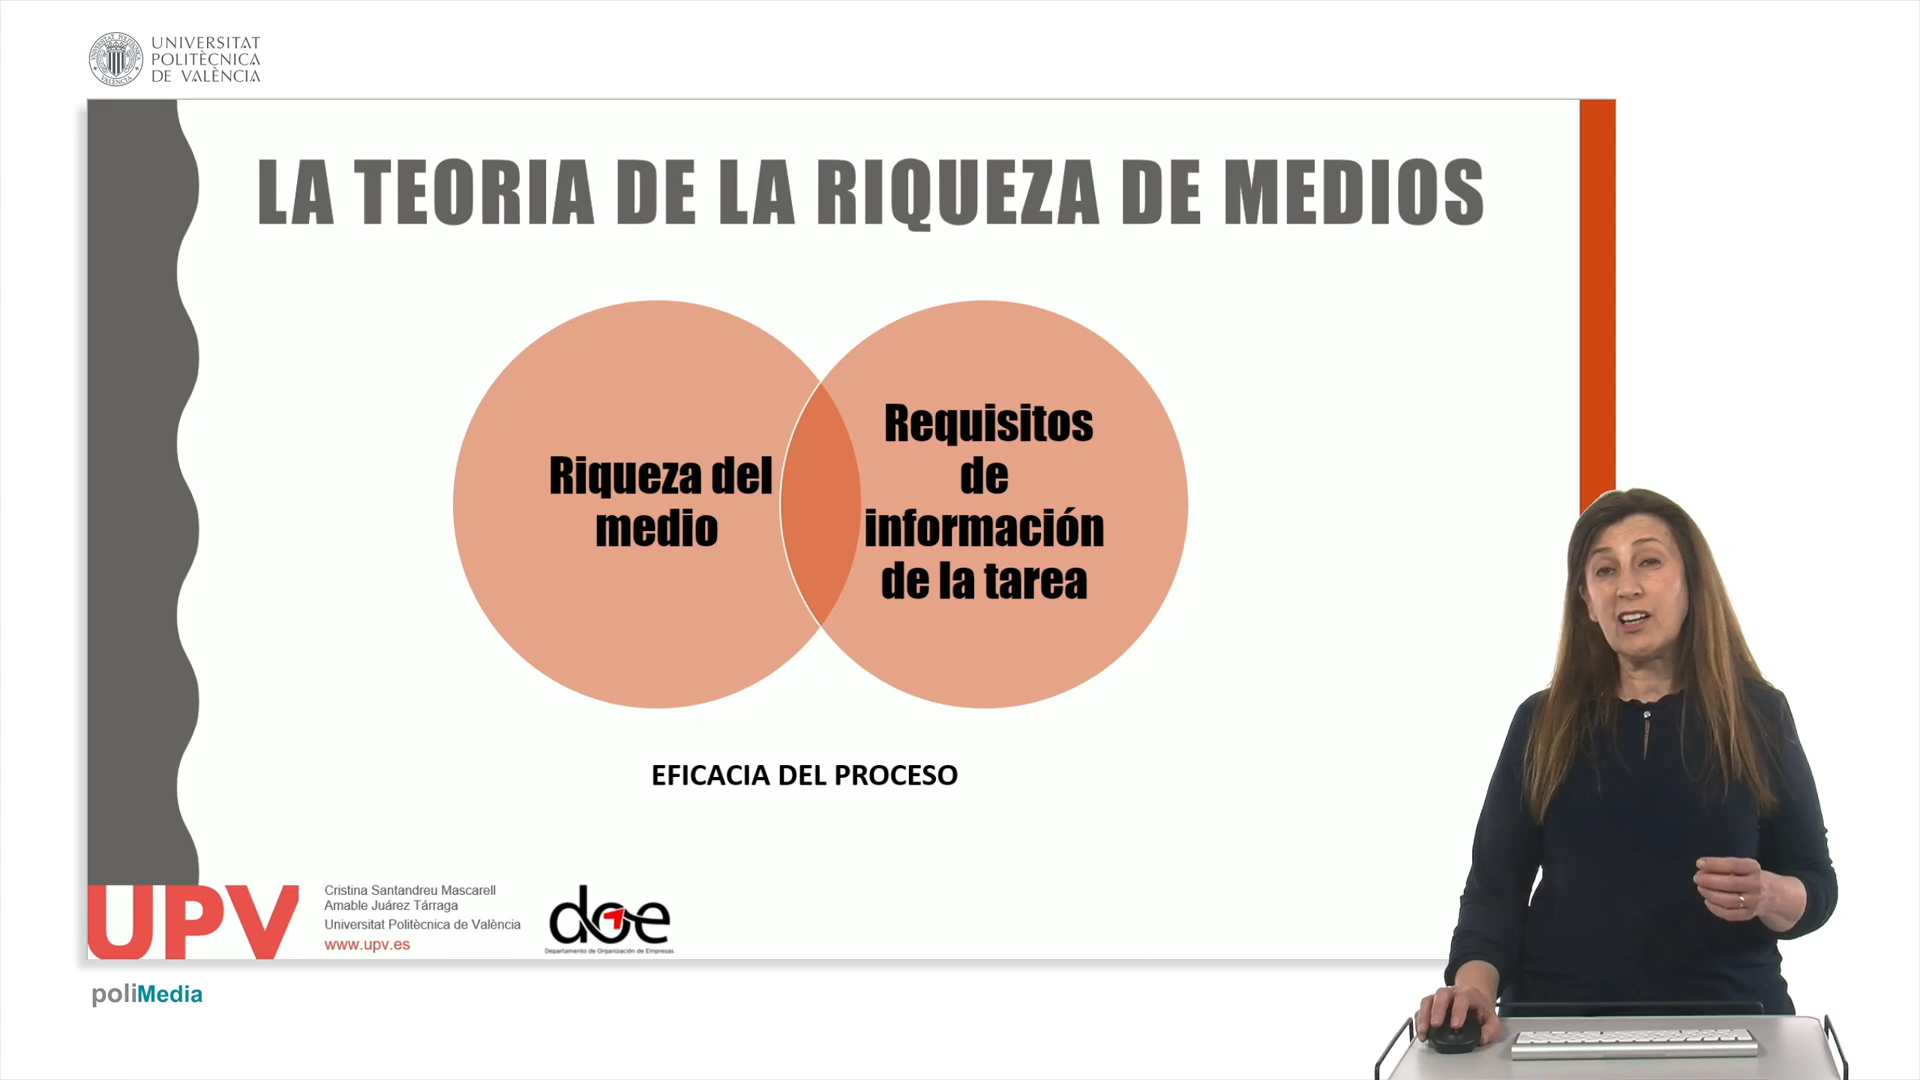 UNIVERSITAT
POLITÈCNICA
DE VALÈNCIA
LA TEORIA DE LA RIQUEZA DE MEDIOS
Riqueza del
medio
Requisitos
de
información
de la tarea
EFICACIA DEL PROCESO
UPV
Cristina Santandreu Mascarell
Amable Juárez Tárraga
Universitat Politècnica de València
www.upv.es
doe
Departamento de Organización de Empresas
poliMedia